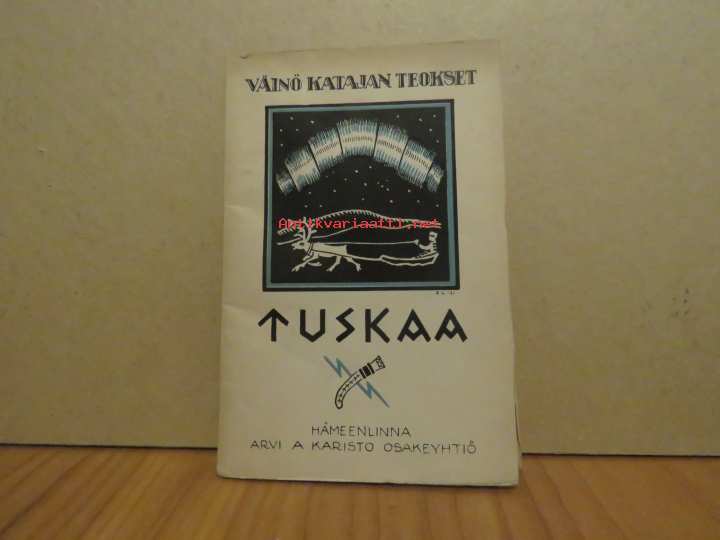 VÄINÖ KATAJAN TEOKSET
Antikvariaatti.net
TUSKAA
HÄMEENLINNA
ARVI A KARISTO OSAKEYHTIÖ